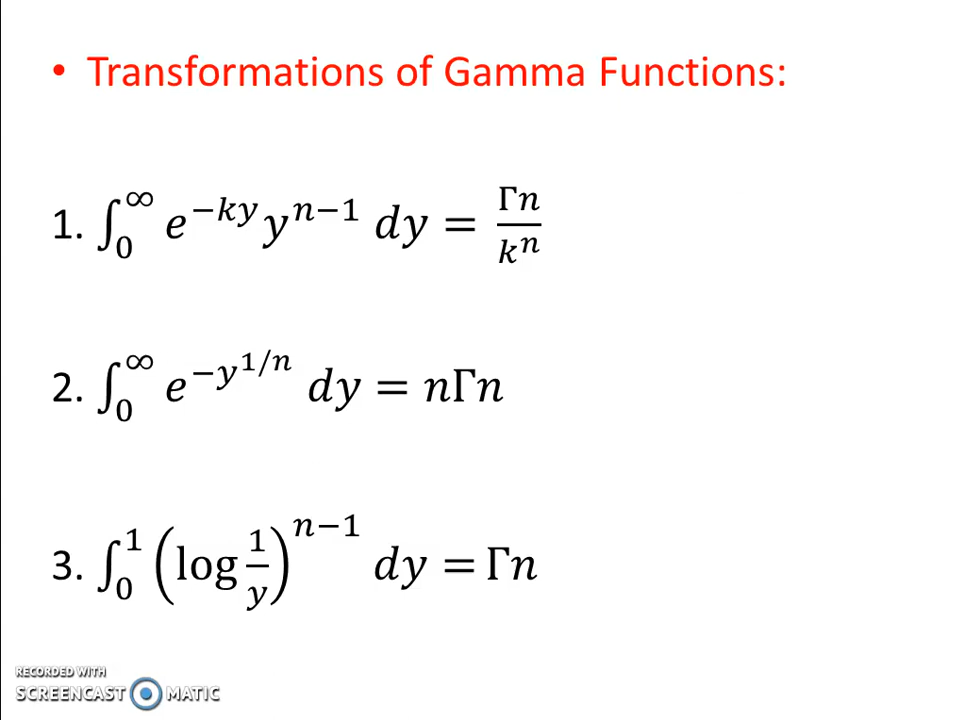 • Transformations of Gamma Functions:
1. ∫₀^∞ e^{−ky} y^{n−1} dy = Γn/kⁿ
2. ∫₀^∞ e^{−y^{1/n}} dy = nΓn
3. ∫₀¹ (log 1/y)^{n−1} dy = Γn
RECORDED WITH
SCREENCAST MATIC